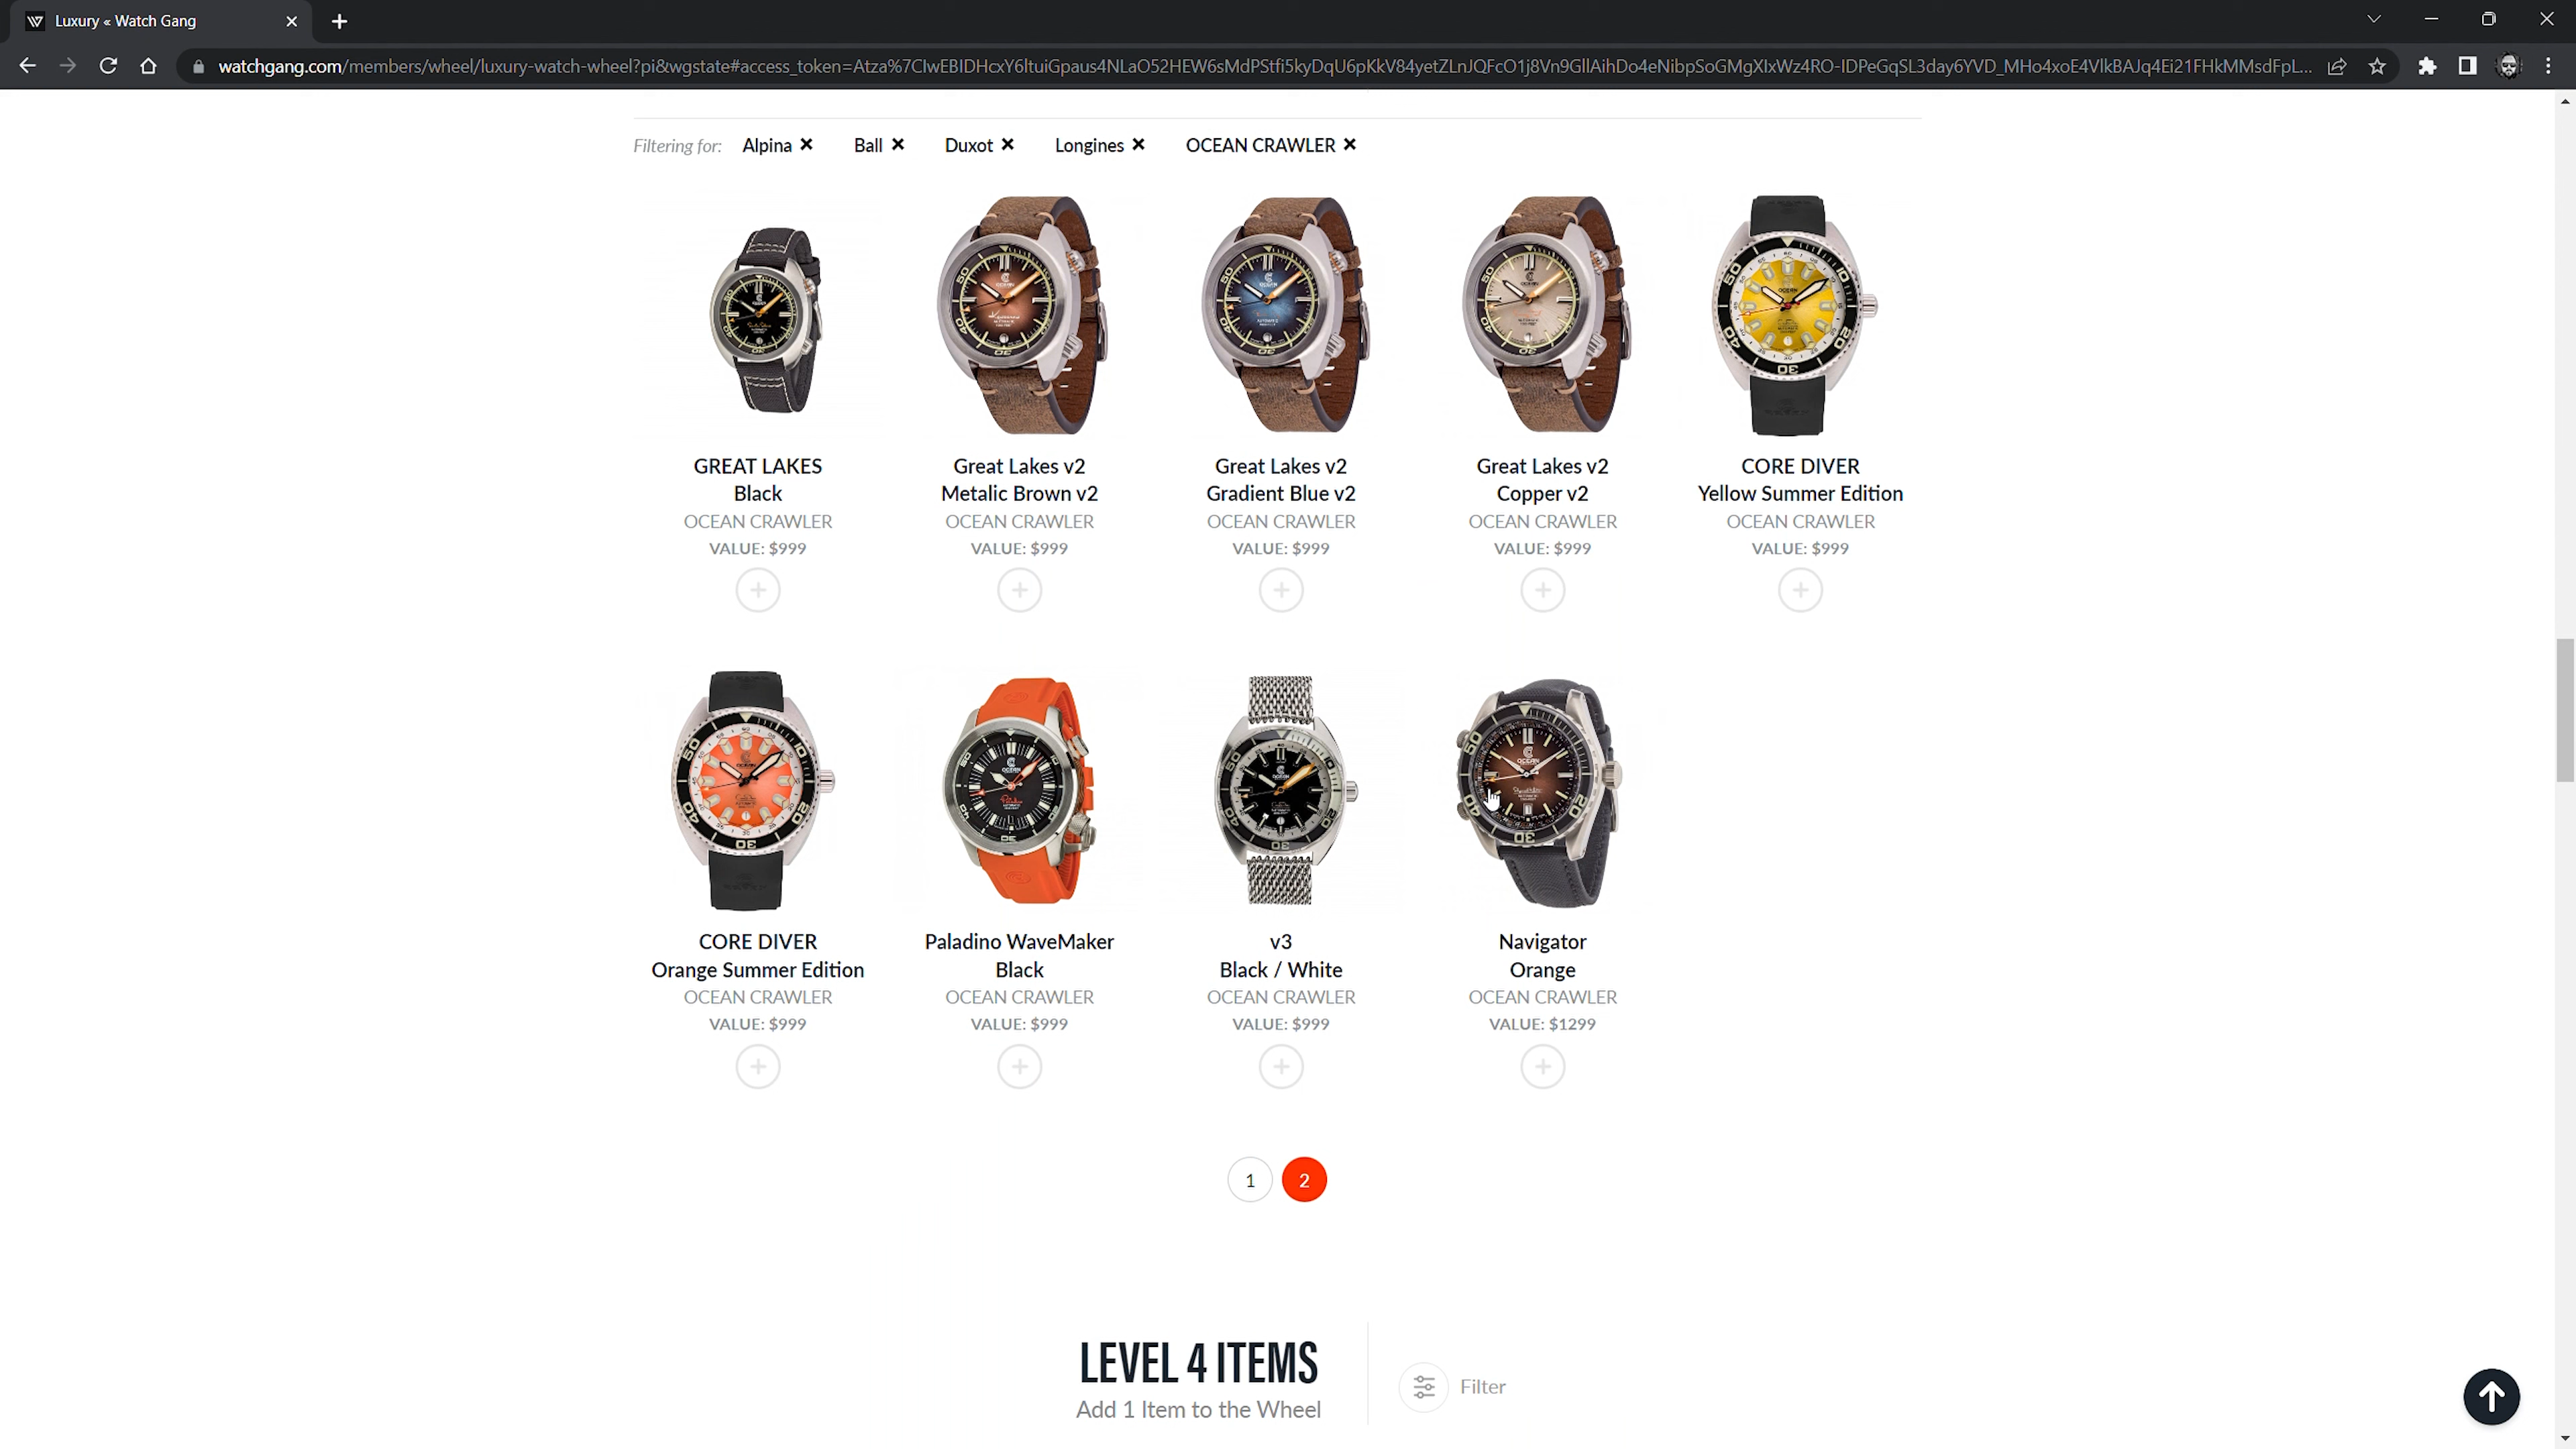 Luxury « Watch Gang
watchgang.com/members/wheel/luxury-watch-wheel?pi&wgstate#access_token=Atza%7CIwEBIDHcxY6ltuiGpaus4NLaO52HEW6sMdPStfi5kyDqU6pKkV84yetZLnJQFcO1j8Vn9GlIAihDo4eNibpSoGMgXIxWz4RO-IDPeGqSL3day6YVD_MHo4xoE4VlkBAJq4Ei21FHkMMsdFpL...
Filtering for: Alpina ✕ Ball ✕ Duxot ✕ Longines ✕ OCEAN CRAWLER ✕
GREAT LAKES
Black
OCEAN CRAWLER
VALUE: $999
Great Lakes v2
Metalic Brown v2
OCEAN CRAWLER
VALUE: $999
Great Lakes v2
Gradient Blue v2
OCEAN CRAWLER
VALUE: $999
Great Lakes v2
Copper v2
OCEAN CRAWLER
VALUE: $999
CORE DIVER
Yellow Summer Edition
OCEAN CRAWLER
VALUE: $999
CORE DIVER
Orange Summer Edition
OCEAN CRAWLER
VALUE: $999
Paladino WaveMaker
Black
OCEAN CRAWLER
VALUE: $999
v3
Black / White
OCEAN CRAWLER
VALUE: $999
Navigator
Orange
OCEAN CRAWLER
VALUE: $1299
1 2
LEVEL 4 ITEMS
Add 1 Item to the Wheel
Filter